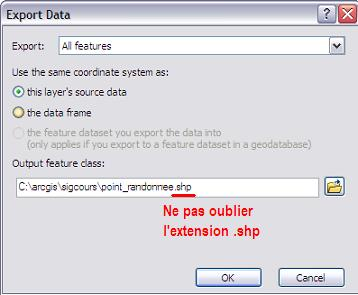 Export Data
Export: All features
Use the same coordinate system as:
this layer's source data
the data frame
the feature dataset you export the data into
(only applies if you export to a feature dataset in a geodatabase)
Output feature class:
C:\arcgis\sigcours\point_randonnee.shp
Ne pas oublier
l'extension .shp
OK Cancel